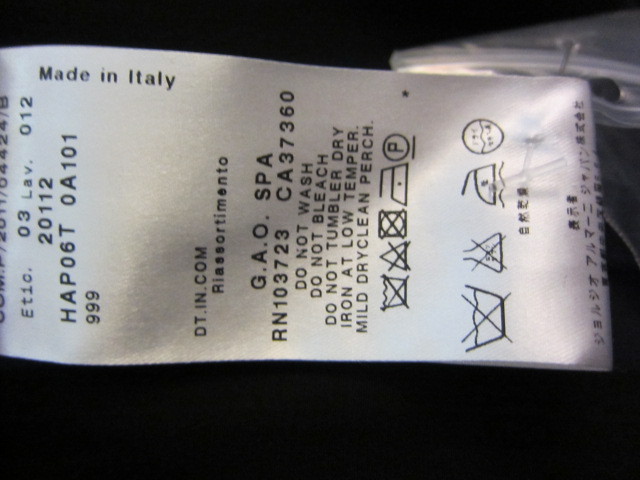 Made in Italy
Etic. 03 Lav. 012
20112
HAP06T 0A101
999
DT.IN.COM
Riassortimento
G.A.O. SPA
RN103723 CA37360
DO NOT WASH
DO NOT BLEACH
DO NOT TUMBLER DRY
IRON AT LOW TEMPER.
MILD DRYCLEAN PERCH.
*
P
自然乾燥
表示者
ジョルジオ アルマーニ ジャパン株式会社